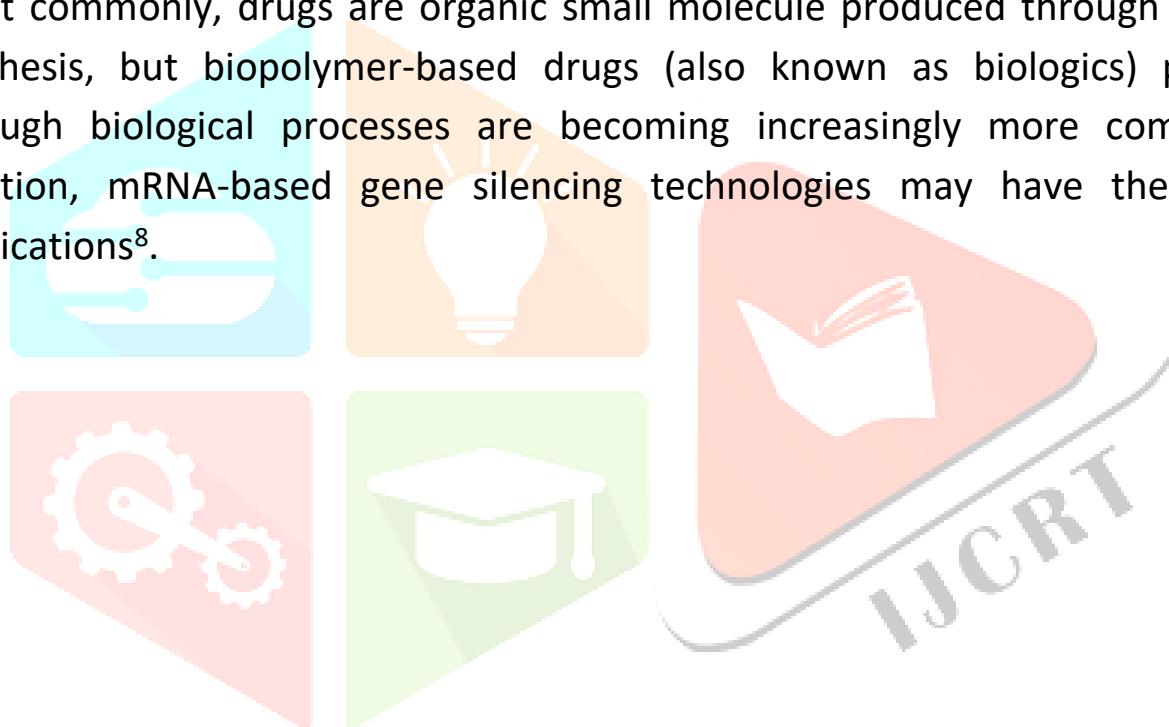 t commonly, drugs are organic small molecule produced through
hesis, but biopolymer-based drugs (also known as biologics) p
ugh biological processes are becoming increasingly more com
tion, mRNA-based gene silencing technologies may have the
ications⁸.
IJCRT